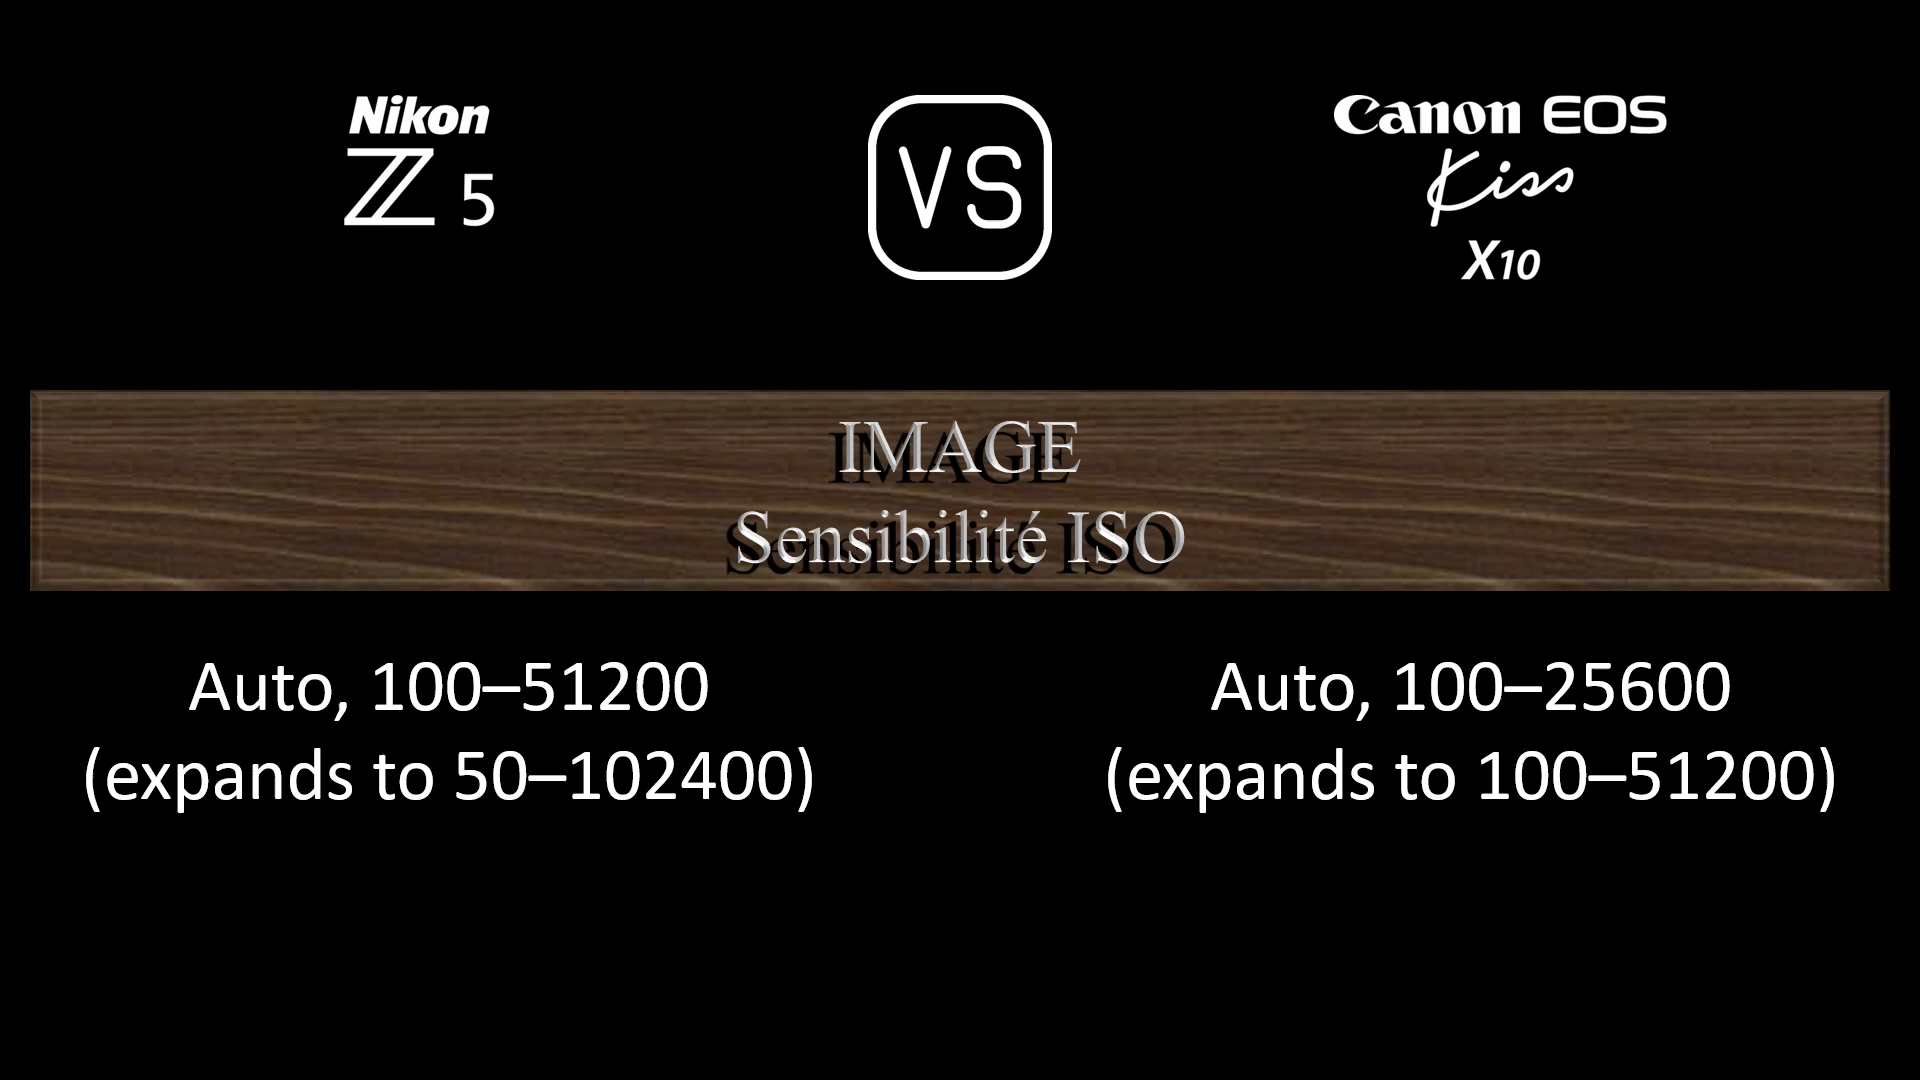 Nikon
Z 5
VS
Canon EOS
Kiss
X10
IMAGE
Sensibilité ISO
Auto, 100–51200
(expands to 50–102400)
Auto, 100–25600
(expands to 100–51200)